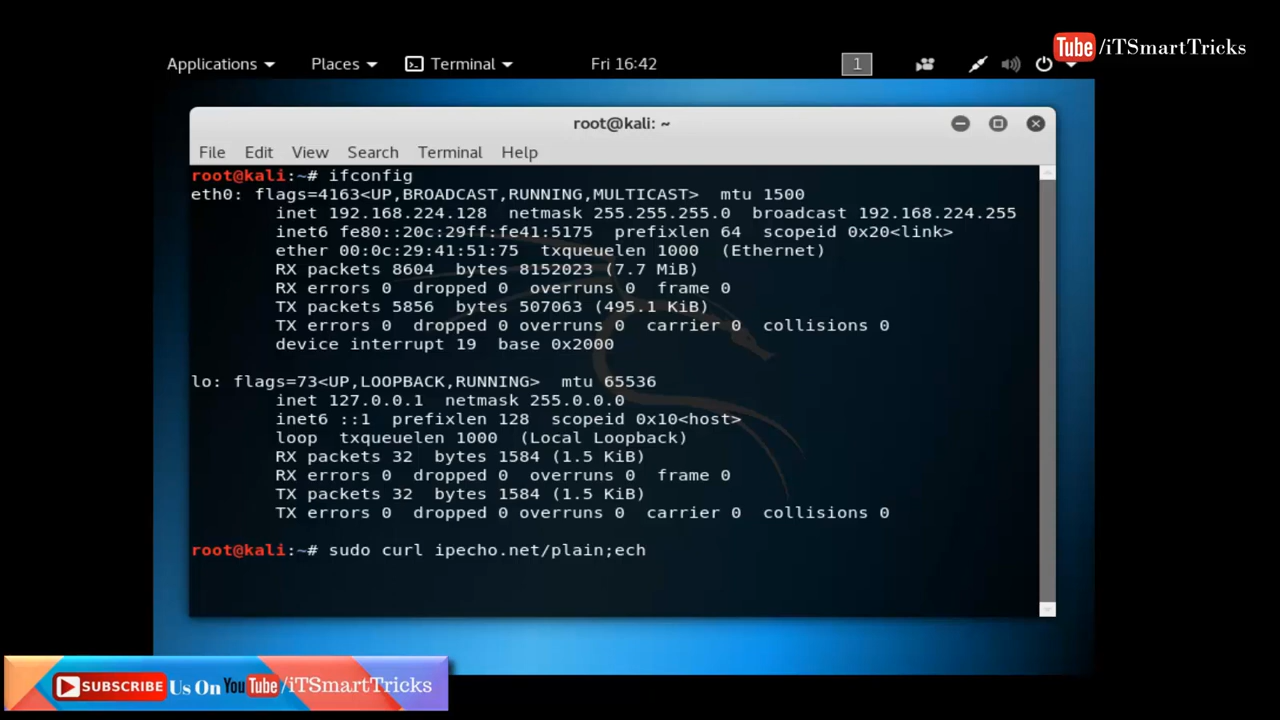 Tube /iTSmartTricks
Applications Places Terminal Fri 16:42 1
root@kali: ~
File Edit View Search Terminal Help
root@kali:~# ifconfig
eth0: flags=4163<UP,BROADCAST,RUNNING,MULTICAST> mtu 1500
inet 192.168.224.128 netmask 255.255.255.0 broadcast 192.168.224.255
inet6 fe80::20c:29ff:fe41:5175 prefixlen 64 scopeid 0x20<link>
ether 00:0c:29:41:51:75 txqueuelen 1000 (Ethernet)
RX packets 8604 bytes 8152023 (7.7 MiB)
RX errors 0 dropped 0 overruns 0 frame 0
TX packets 5856 bytes 507063 (495.1 KiB)
TX errors 0 dropped 0 overruns 0 carrier 0 collisions 0
device interrupt 19 base 0x2000
lo: flags=73<UP,LOOPBACK,RUNNING> mtu 65536
inet 127.0.0.1 netmask 255.0.0.0
inet6 ::1 prefixlen 128 scopeid 0x10<host>
loop txqueuelen 1000 (Local Loopback)
RX packets 32 bytes 1584 (1.5 KiB)
RX errors 0 dropped 0 overruns 0 frame 0
TX packets 32 bytes 1584 (1.5 KiB)
TX errors 0 dropped 0 overruns 0 carrier 0 collisions 0
root@kali:~# sudo curl ipecho.net/plain;ech
SUBSCRIBE Us On YouTube /iTSmartTricks